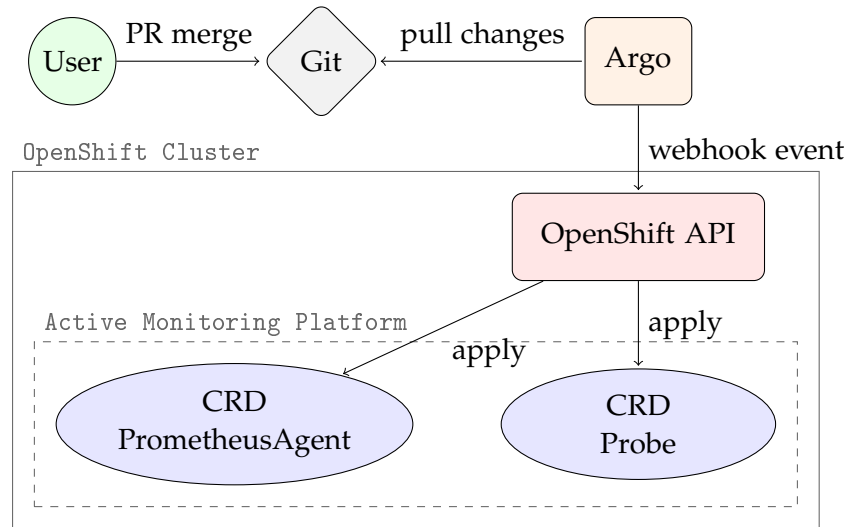 User
PR merge
Git
pull changes
Argo
OpenShift Cluster
webhook event
OpenShift API
Active Monitoring Platform
apply
apply
CRD
PrometheusAgent
CRD
Probe